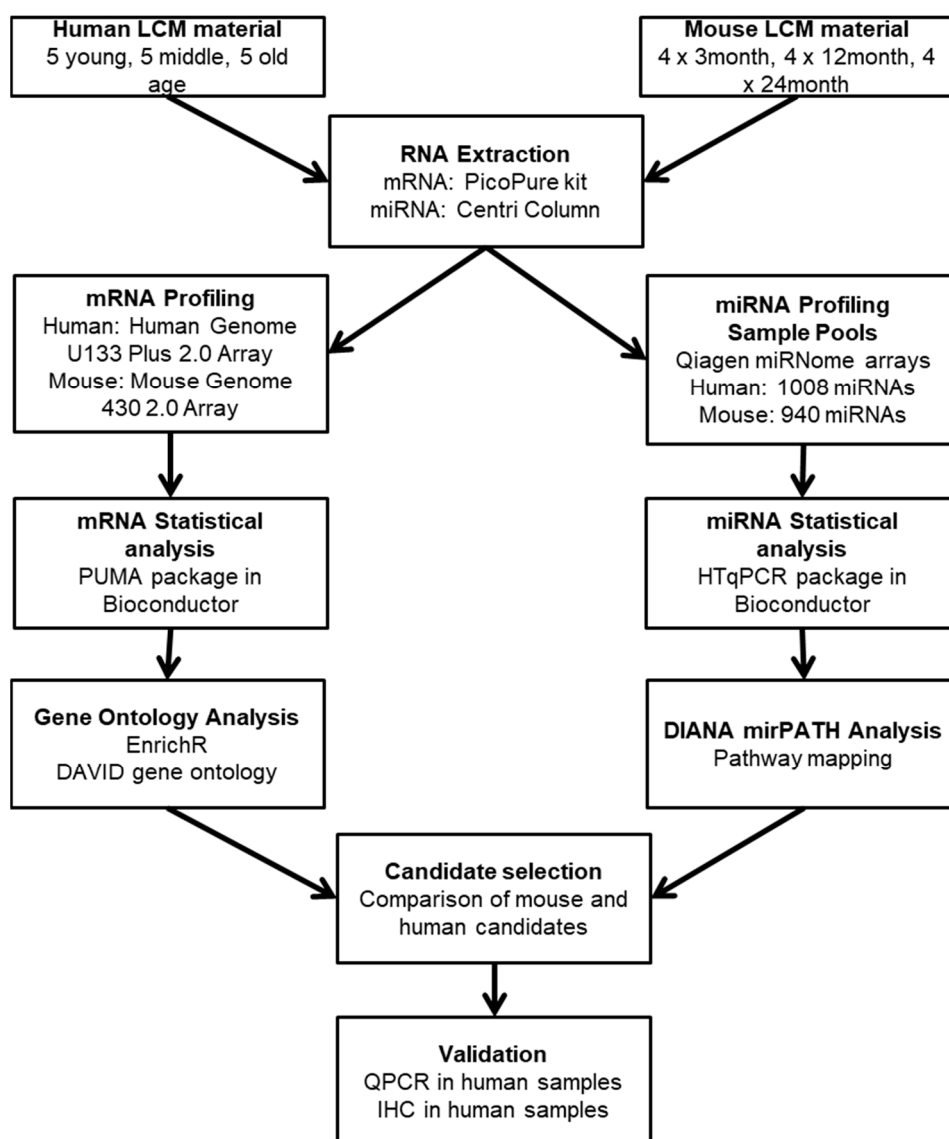 Human LCM material
5 young, 5 middle, 5 old
age
Mouse LCM material
4 x 3month, 4 x 12month, 4
x 24month
RNA Extraction
mRNA: PicoPure kit
miRNA: Centri Column
mRNA Profiling
Human: Human Genome
U133 Plus 2.0 Array
Mouse: Mouse Genome
430 2.0 Array
miRNA Profiling
Sample Pools
Qiagen miRNome arrays
Human: 1008 miRNAs
Mouse: 940 miRNAs
mRNA Statistical
analysis
PUMA package in
Bioconductor
miRNA Statistical
analysis
HTqPCR package in
Bioconductor
Gene Ontology Analysis
EnrichR
DAVID gene ontology
DIANA mirPATH Analysis
Pathway mapping
Candidate selection
Comparison of mouse and
human candidates
Validation
QPCR in human samples
IHC in human samples